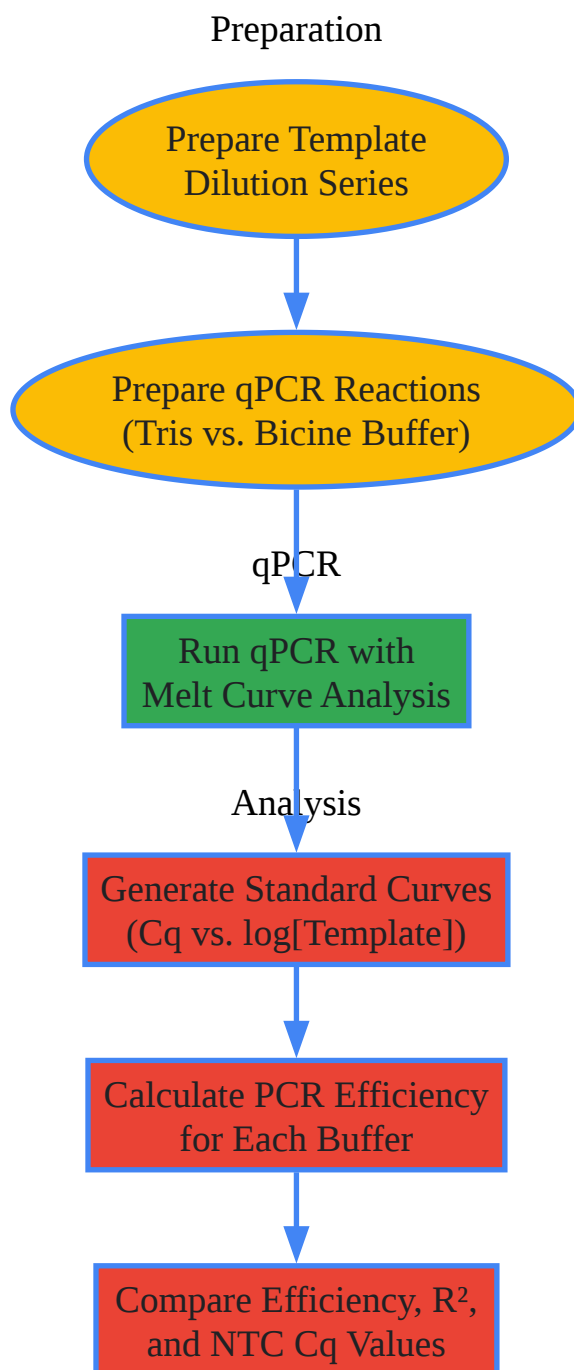 Preparation
Prepare Template
Dilution Series
Prepare qPCR Reactions
(Tris vs. Bicine Buffer)
qPCR
Run qPCR with
Melt Curve Analysis
Analysis
Generate Standard Curves
(Cq vs. log[Template])
Calculate PCR Efficiency
for Each Buffer
Compare Efficiency, R²,
and NTC Cq Values